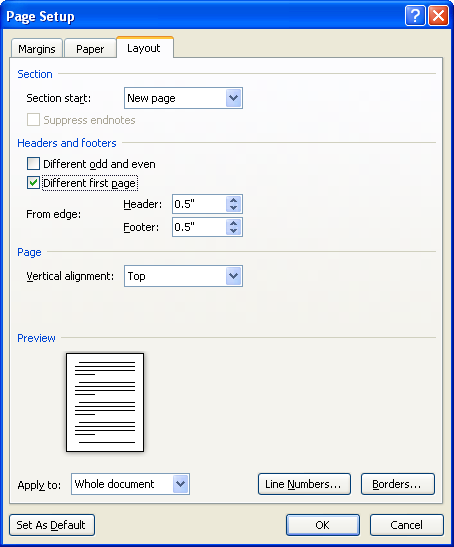 Page Setup
Margins Paper Layout
Section
Section start: New page
Suppress endnotes
Headers and footers
Different odd and even
Different first page
From edge: Header: 0.5"
Footer: 0.5"
Page
Vertical alignment: Top
Preview
Apply to: Whole document Line Numbers... Borders...
Set As Default OK Cancel